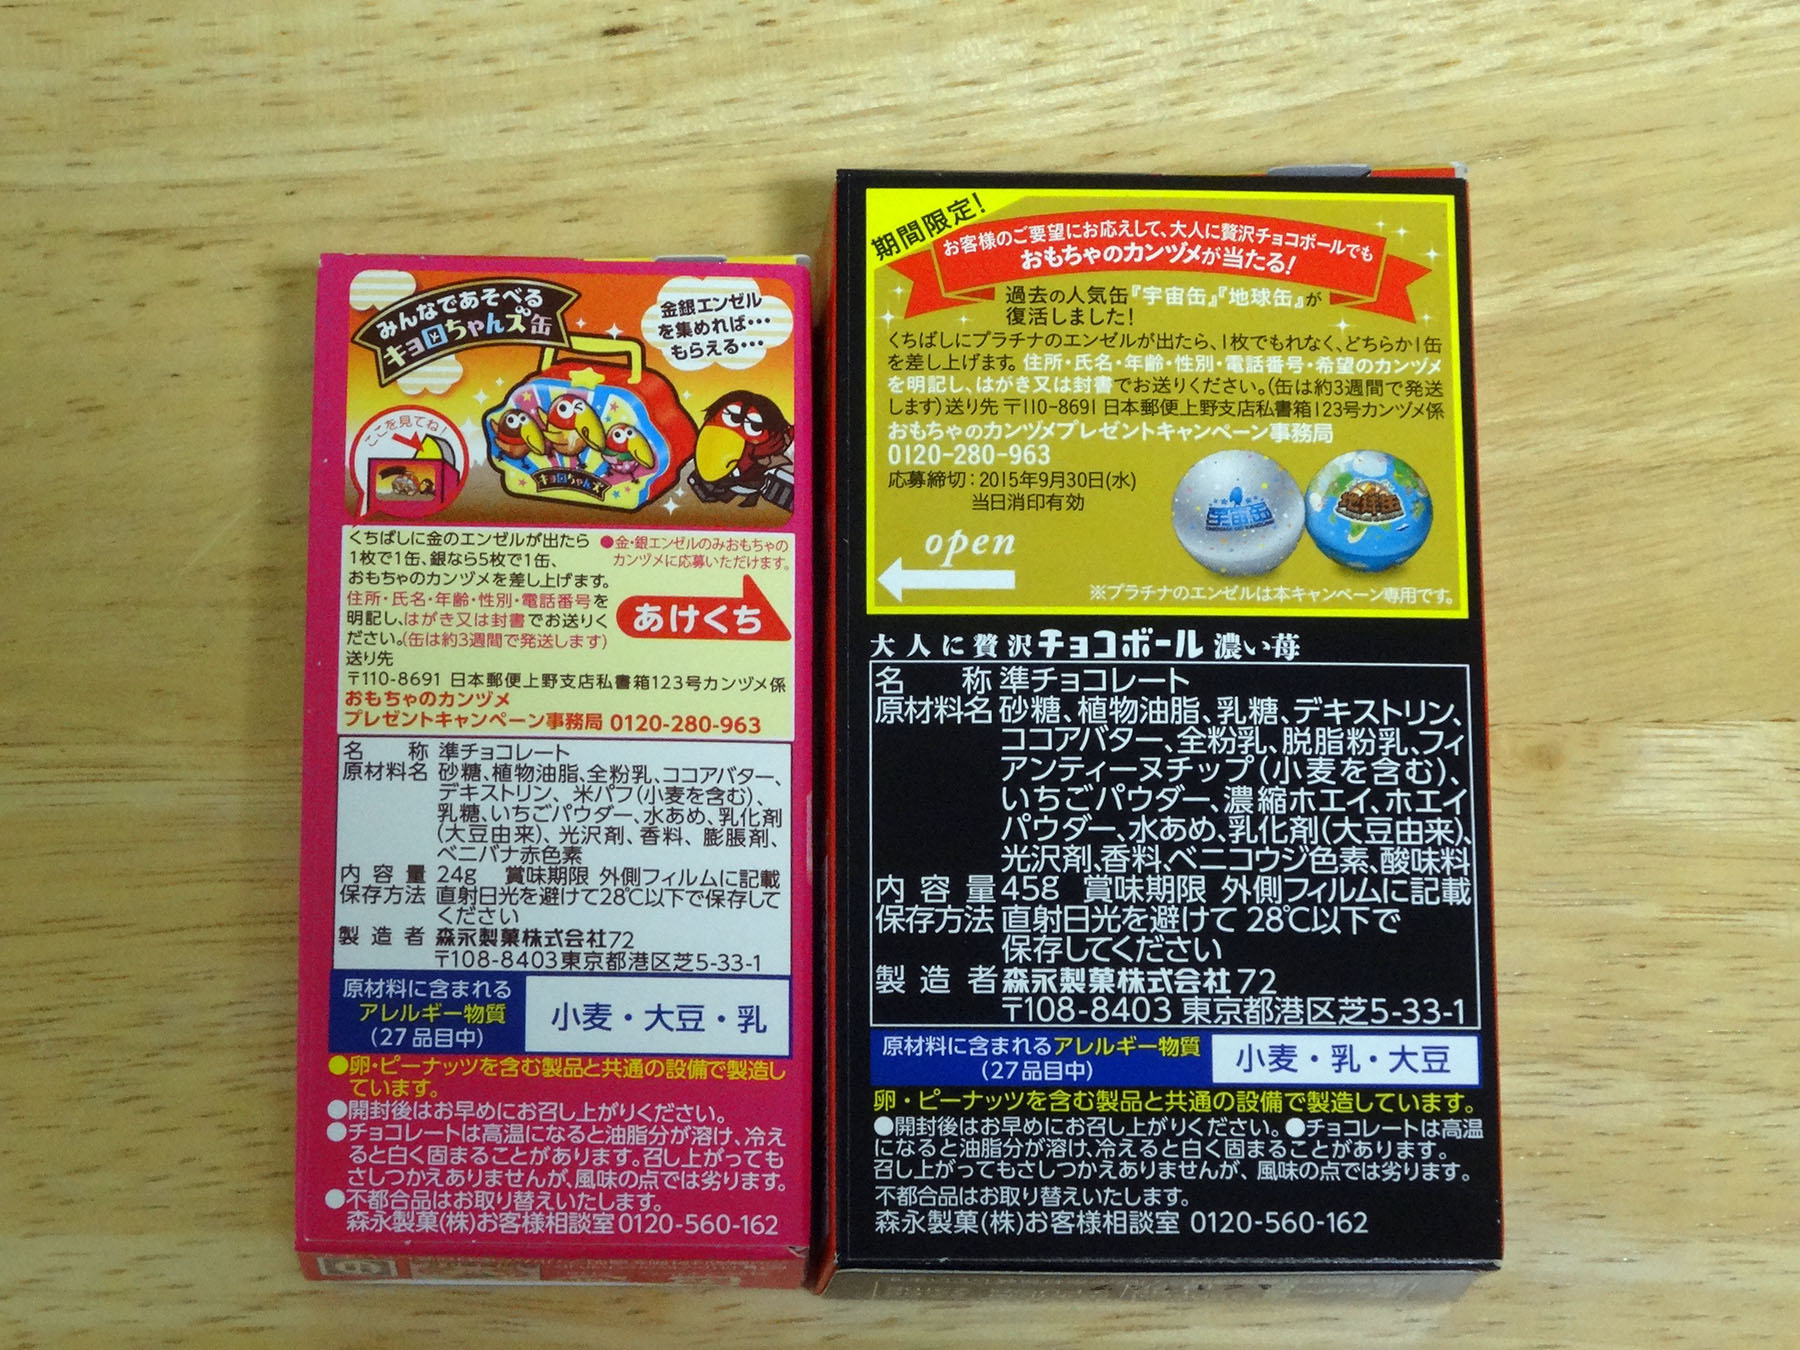 みんなであそべる
キョロちゃんズ缶
金銀エンゼル
を集めれば・・・
もらえる・・・
ここを見てね!
キョロちゃんズ
くちばしに金のエンゼルが出たら
1枚で1缶、銀なら5枚で1缶、
おもちゃのカンヅメを差し上げます。
住所・氏名・年齢・性別・電話番号を
明記し、はがき又は封書でお送りく
ださい。(缶は約3週間で発送します)
送り先
〒110-8691 日本郵便上野支店私書箱123号カンヅメ係
おもちゃのカンヅメ
プレゼントキャンペーン事務局 0120-280-963
●金・銀エンゼルのみおもちゃの
カンヅメに応募いただけます。
あけくち
名称 準チョコレート
原材料名 砂糖、植物油脂、全粉乳、ココアバター、
デキストリン、米パフ(小麦を含む)、
乳糖、いちごパウダー、水あめ、乳化剤
(大豆由来)、光沢剤、香料、膨脹剤、
ベニバナ赤色素
内容量 24g 賞味期限 外側フィルムに記載
保存方法 直射日光を避けて28℃以下で保存して
ください
製造者 森永製菓株式会社72
〒108-8403東京都港区芝5-33-1
原材料に含まれる
アレルギー物質
(27品目中)
小麦・大豆・乳
●卵・ピーナッツを含む製品と共通の設備で製造し
ています。
●開封後はお早めにお召し上がりください。
●チョコレートは高温になると油脂分が溶け、冷え
ると白く固まることがあります。召し上がっても
さしつかえありませんが、風味の点では劣ります。
●不都合品はお取り替えいたします。
森永製菓(株)お客様相談室0120-560-162
期間限定!
お客様のご要望にお応えして、大人に贅沢チョコボールでも
おもちゃのカンヅメが当たる!
過去の人気缶『宇宙缶』『地球缶』が
復活しました!
くちばしにプラチナのエンゼルが出たら、1枚でもれなく、どちらか1缶
を差し上げます。住所・氏名・年齢・性別・電話番号・希望のカンヅメ
を明記し、はがき又は封書でお送りください。(缶は約3週間で発送
します)送り先 〒110-8691 日本郵便上野支店私書箱123号カンヅメ係
おもちゃのカンヅメプレゼントキャンペーン事務局
0120-280-963
応募締切:2015年9月30日(水)
当日消印有効
宇宙缶
地球缶
open
※プラチナのエンゼルは本キャンペーン専用です。
大人に贅沢チョコボール 濃い苺
名称 準チョコレート
原材料名 砂糖、植物油脂、乳糖、デキストリン、
ココアバター、全粉乳、脱脂粉乳、フィ
アンティーヌチップ(小麦を含む)、
いちごパウダー、濃縮ホエイ、ホエイ
パウダー、水あめ、乳化剤(大豆由来)、
光沢剤、香料、ベニコウジ色素、酸味料
内容量 45g 賞味期限 外側フィルムに記載
保存方法 直射日光を避けて28℃以下で
保存してください
製造者 森永製菓株式会社72
〒108-8403 東京都港区芝5-33-1
原材料に含まれるアレルギー物質
(27品目中)
小麦・乳・大豆
卵・ピーナッツを含む製品と共通の設備で製造しています。
●開封後はお早めにお召し上がりください。●チョコレートは高温
になると油脂分が溶け、冷えると白く固まることがあります。
召し上がってもさしつかえありませんが、風味の点では劣ります。
不都合品はお取り替えいたします。
森永製菓(株)お客様相談室 0120-560-162